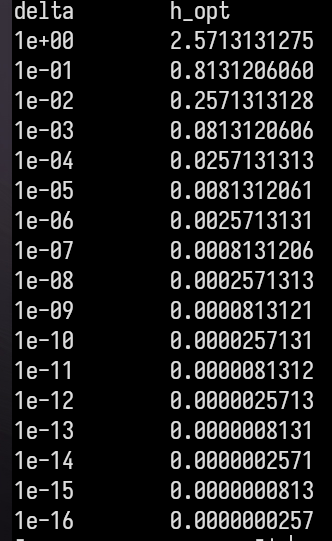 delta h_opt
1e+00 2.5713131275
1e-01 0.8131206060
1e-02 0.2571313128
1e-03 0.0813120606
1e-04 0.0257131313
1e-05 0.0081312061
1e-06 0.0025713131
1e-07 0.0008131206
1e-08 0.0002571313
1e-09 0.0000813121
1e-10 0.0000257131
1e-11 0.0000081312
1e-12 0.0000025713
1e-13 0.0000008131
1e-14 0.0000002571
1e-15 0.0000000813
1e-16 0.0000000257